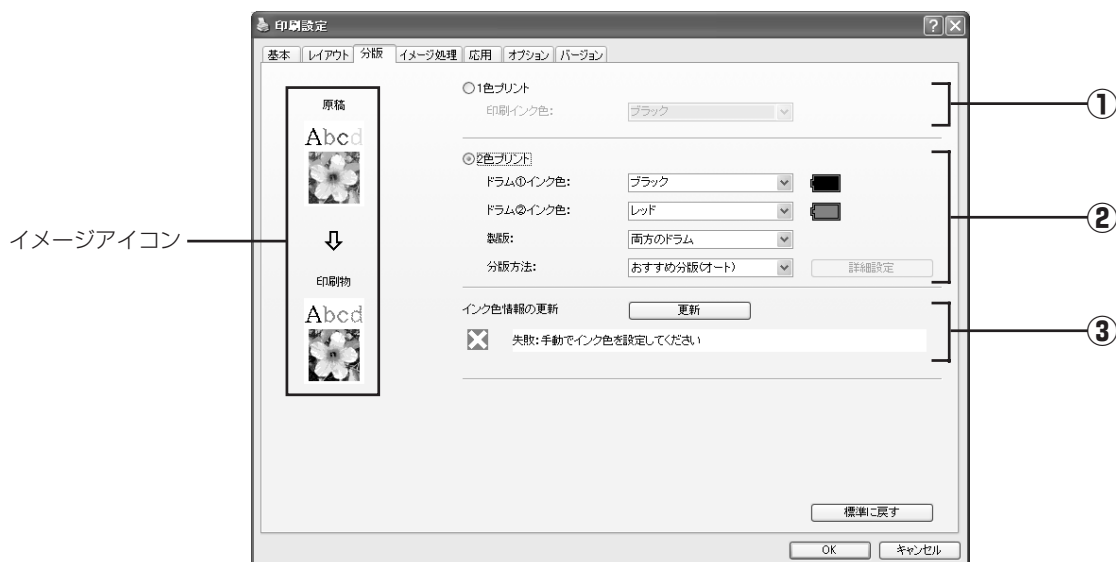 印刷設定
基本 レイアウト 分版 イメージ処理 応用 オプション バージョン
原稿
Abcd
印刷物
Abcd
イメージアイコン
1色プリント
印刷インク色: ブラック
①
2色プリント
ドラム①インク色: ブラック
ドラム②インク色: レッド
製版: 両方のドラム
分版方法: おすすめ分版(オート) 詳細設定
②
インク色情報の更新 更新
失敗:手動でインク色を設定してください
③
標準に戻す
OK キャンセル